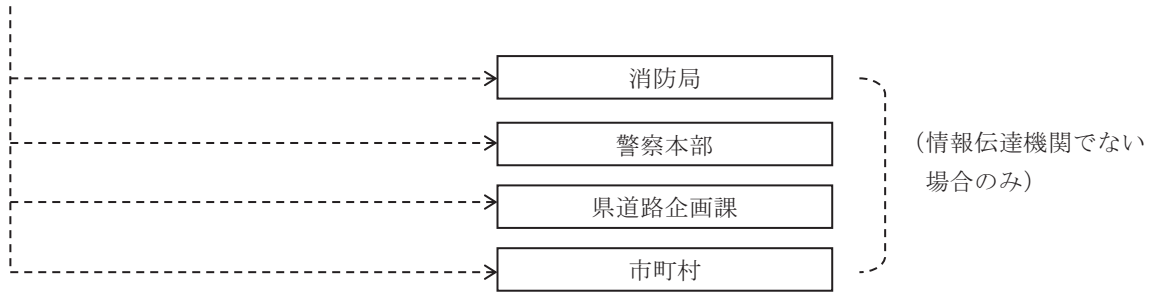 消防局
警察本部
県道路企画課
市町村
（情報伝達機関でない
場合のみ）